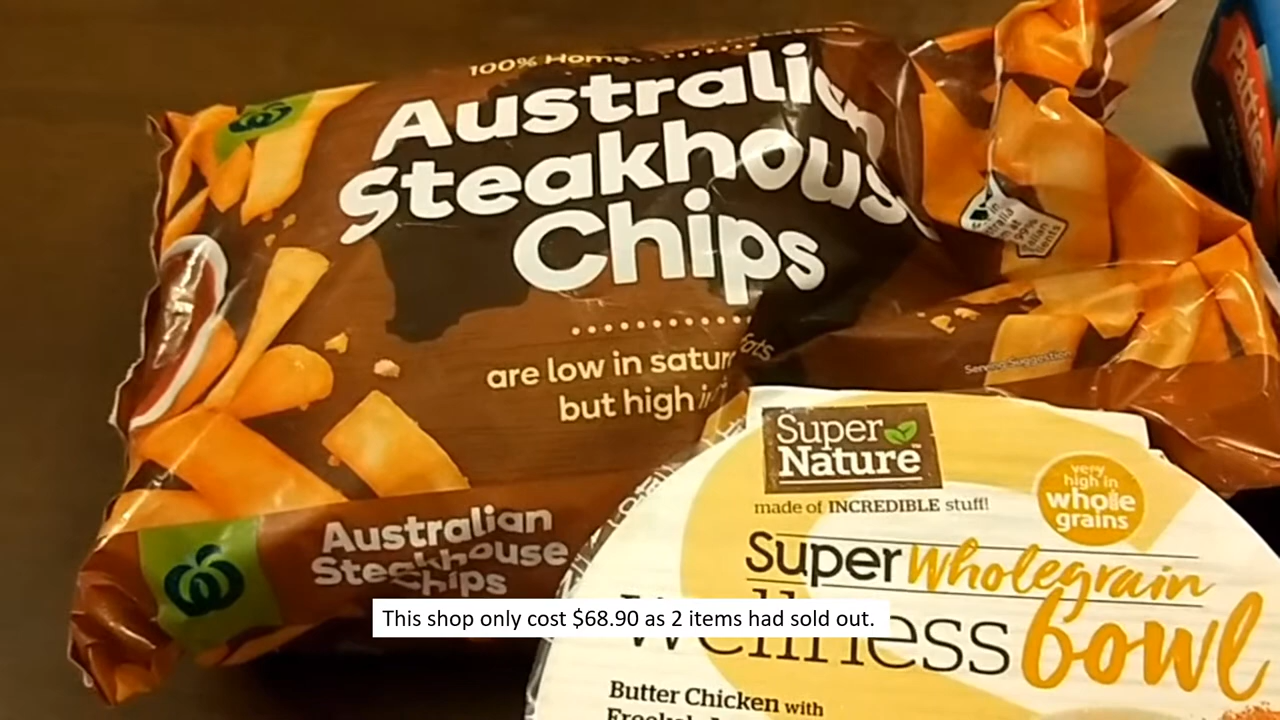 100% Home
Australian
Steakhouse
Chips
are low in satur fats
but high in
Patties
Serving Suggestion
Super
Nature
made of INCREDIBLE stuff!
very
high in
whole
grains
Super Wholegrain
wellness bowl
Australian
Steakhouse
Chips
This shop only cost $68.90 as 2 items had sold out.
Butter Chicken with